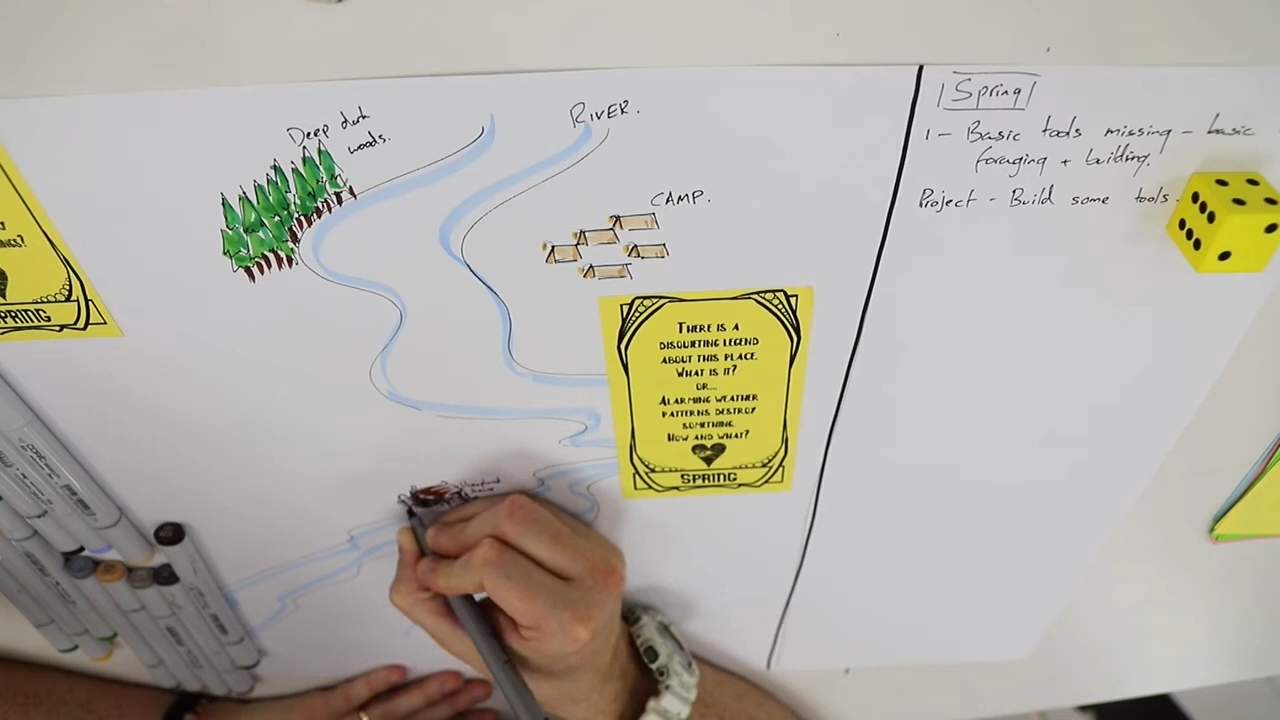 Deep dark
woods.
RIVER.
CAMP.
|Spring|
1 - Basic tools missing - basic
foraging + building.
Project - Build some tools.
THERE IS A
DISQUIETING LEGEND
ABOUT THIS PLACE.
WHAT IS IT?
OR...
ALARMING WEATHER
PATTERNS DESTROY
SOMETHING.
HOW AND WHAT?
SPRING
SPRING